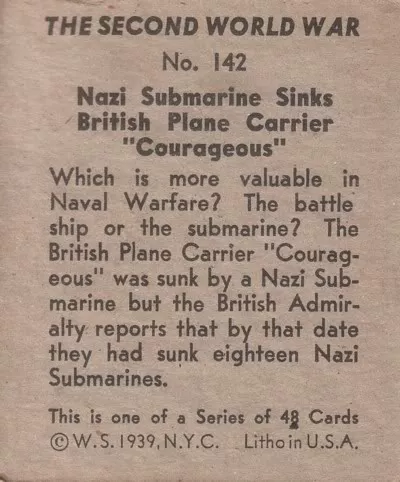 THE SECOND WORLD WAR
No. 142
Nazi Submarine Sinks
British Plane Carrier
"Courageous"
Which is more valuable in
Naval Warfare? The battle
ship or the submarine? The
British Plane Carrier "Courag-
eous" was sunk by a Nazi Sub-
marine but the British Admir-
alty reports that by that date
they had sunk eighteen Nazi
Submarines.
This is one of a Series of 48 Cards
©W.S. 1939, N.Y.C. Litho in U.S.A.